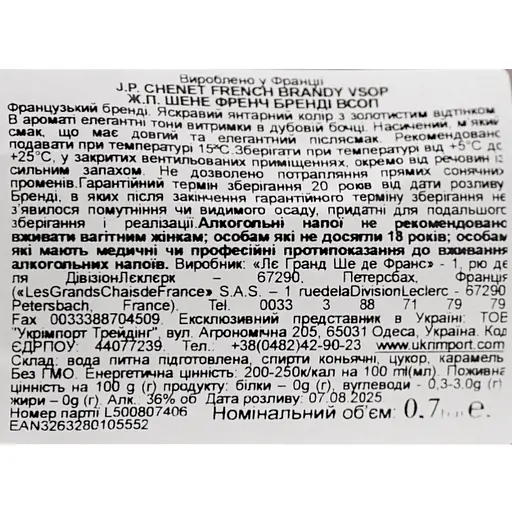 Вироблено у Франції
J.P. CHENET FRENCH BRANDY VSOP
Ж.П. ШЕНЕ ФРЕНЧ БРЕНДІ ВСОП
Французький бренді. Яскравий янтарний колір з золотистим відтінком.
В ароматі елегантні тони витримки в дубовій бочці. Насичений, м'який
смак, що має довгий та елегантний післясмак. Рекомендовано
подавати при температурі 15ºС.Зберігати при температурі від +5°С до
+25°С, у закритих вентильованих приміщеннях, окремо від речовин із
сильним запахом. Не дозволено потрапляння прямих сонячних
променів.Гарантійний термін зберігання 20 років від дати розливу.
Бренді, в яких після закінчення гарантійного терміну зберігання не
з'явилося помутніння чи видимого осаду, придатні для подальшого
зберігання і реалізації.Алкогольні напої не рекомендовано
вживати вагітним жінкам; особам які не досягли 18 років; особам
які мають медичні чи професійні протипоказання до вживання
алкогольних напоїв. Виробник: «Лє Гранд Ше де Франс» - 1, рю де
ля ДівізіонЛєклєрк – 67290, Петерсбах, Франція
(«LesGrandsChaisdeFrance» S.A.S. – 1 ruedelaDivisionLeclerc - 67290
Petersbach, France). Tel. 0033 3 88 71 79 79
Fax 0033388704509. Ексклюзивний представник в Україні: ТОВ
"Укрімпорт Трейдінг", вул. Агрономічна 205, 65031 Одеса, Україна. Код
ЄДРПОУ: 44077239. Тел.: +38(0482)42-90-23 www.ukrimport.com
Склад: вода питна підготовлена, спирти коньячні, цукор, карамель.
Без ГМО. Енергетична цінність: 200-250к/кал на 100 ml(мл). Поживна
цінність на 100 g (г) продукту: білки – 0g (г), вуглеводи - 0,3-3.0g (г)
жири – 0g (г). Алк. 36% об Дата розливу: 07.08.2025
Номер партії L500807406 Номінальний об'єм: 0,7 e.
EAN3263280105552